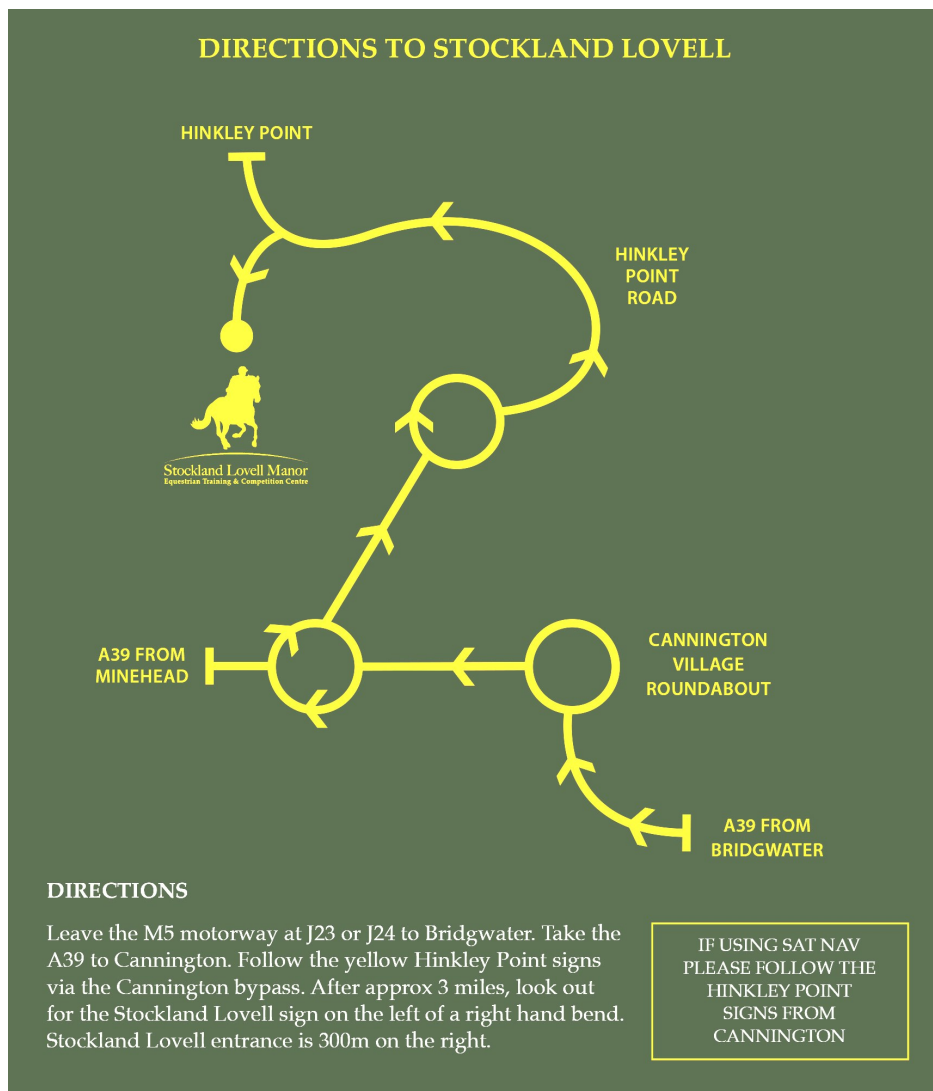 DIRECTIONS TO STOCKLAND LOVELL
HINKLEY POINT
HINKLEY
POINT
ROAD
Stockland Lovell Manor
Equestrian Training & Competition Centre
A39 FROM
MINEHEAD
CANNINGTON
VILLAGE
ROUNDABOUT
A39 FROM
BRIDGWATER
DIRECTIONS
Leave the M5 motorway at J23 or J24 to Bridgwater. Take the
A39 to Cannington. Follow the yellow Hinkley Point signs
via the Cannington bypass. After approx 3 miles, look out
for the Stockland Lovell sign on the left of a right hand bend.
Stockland Lovell entrance is 300m on the right.
IF USING SAT NAV
PLEASE FOLLOW THE
HINKLEY POINT
SIGNS FROM
CANNINGTON